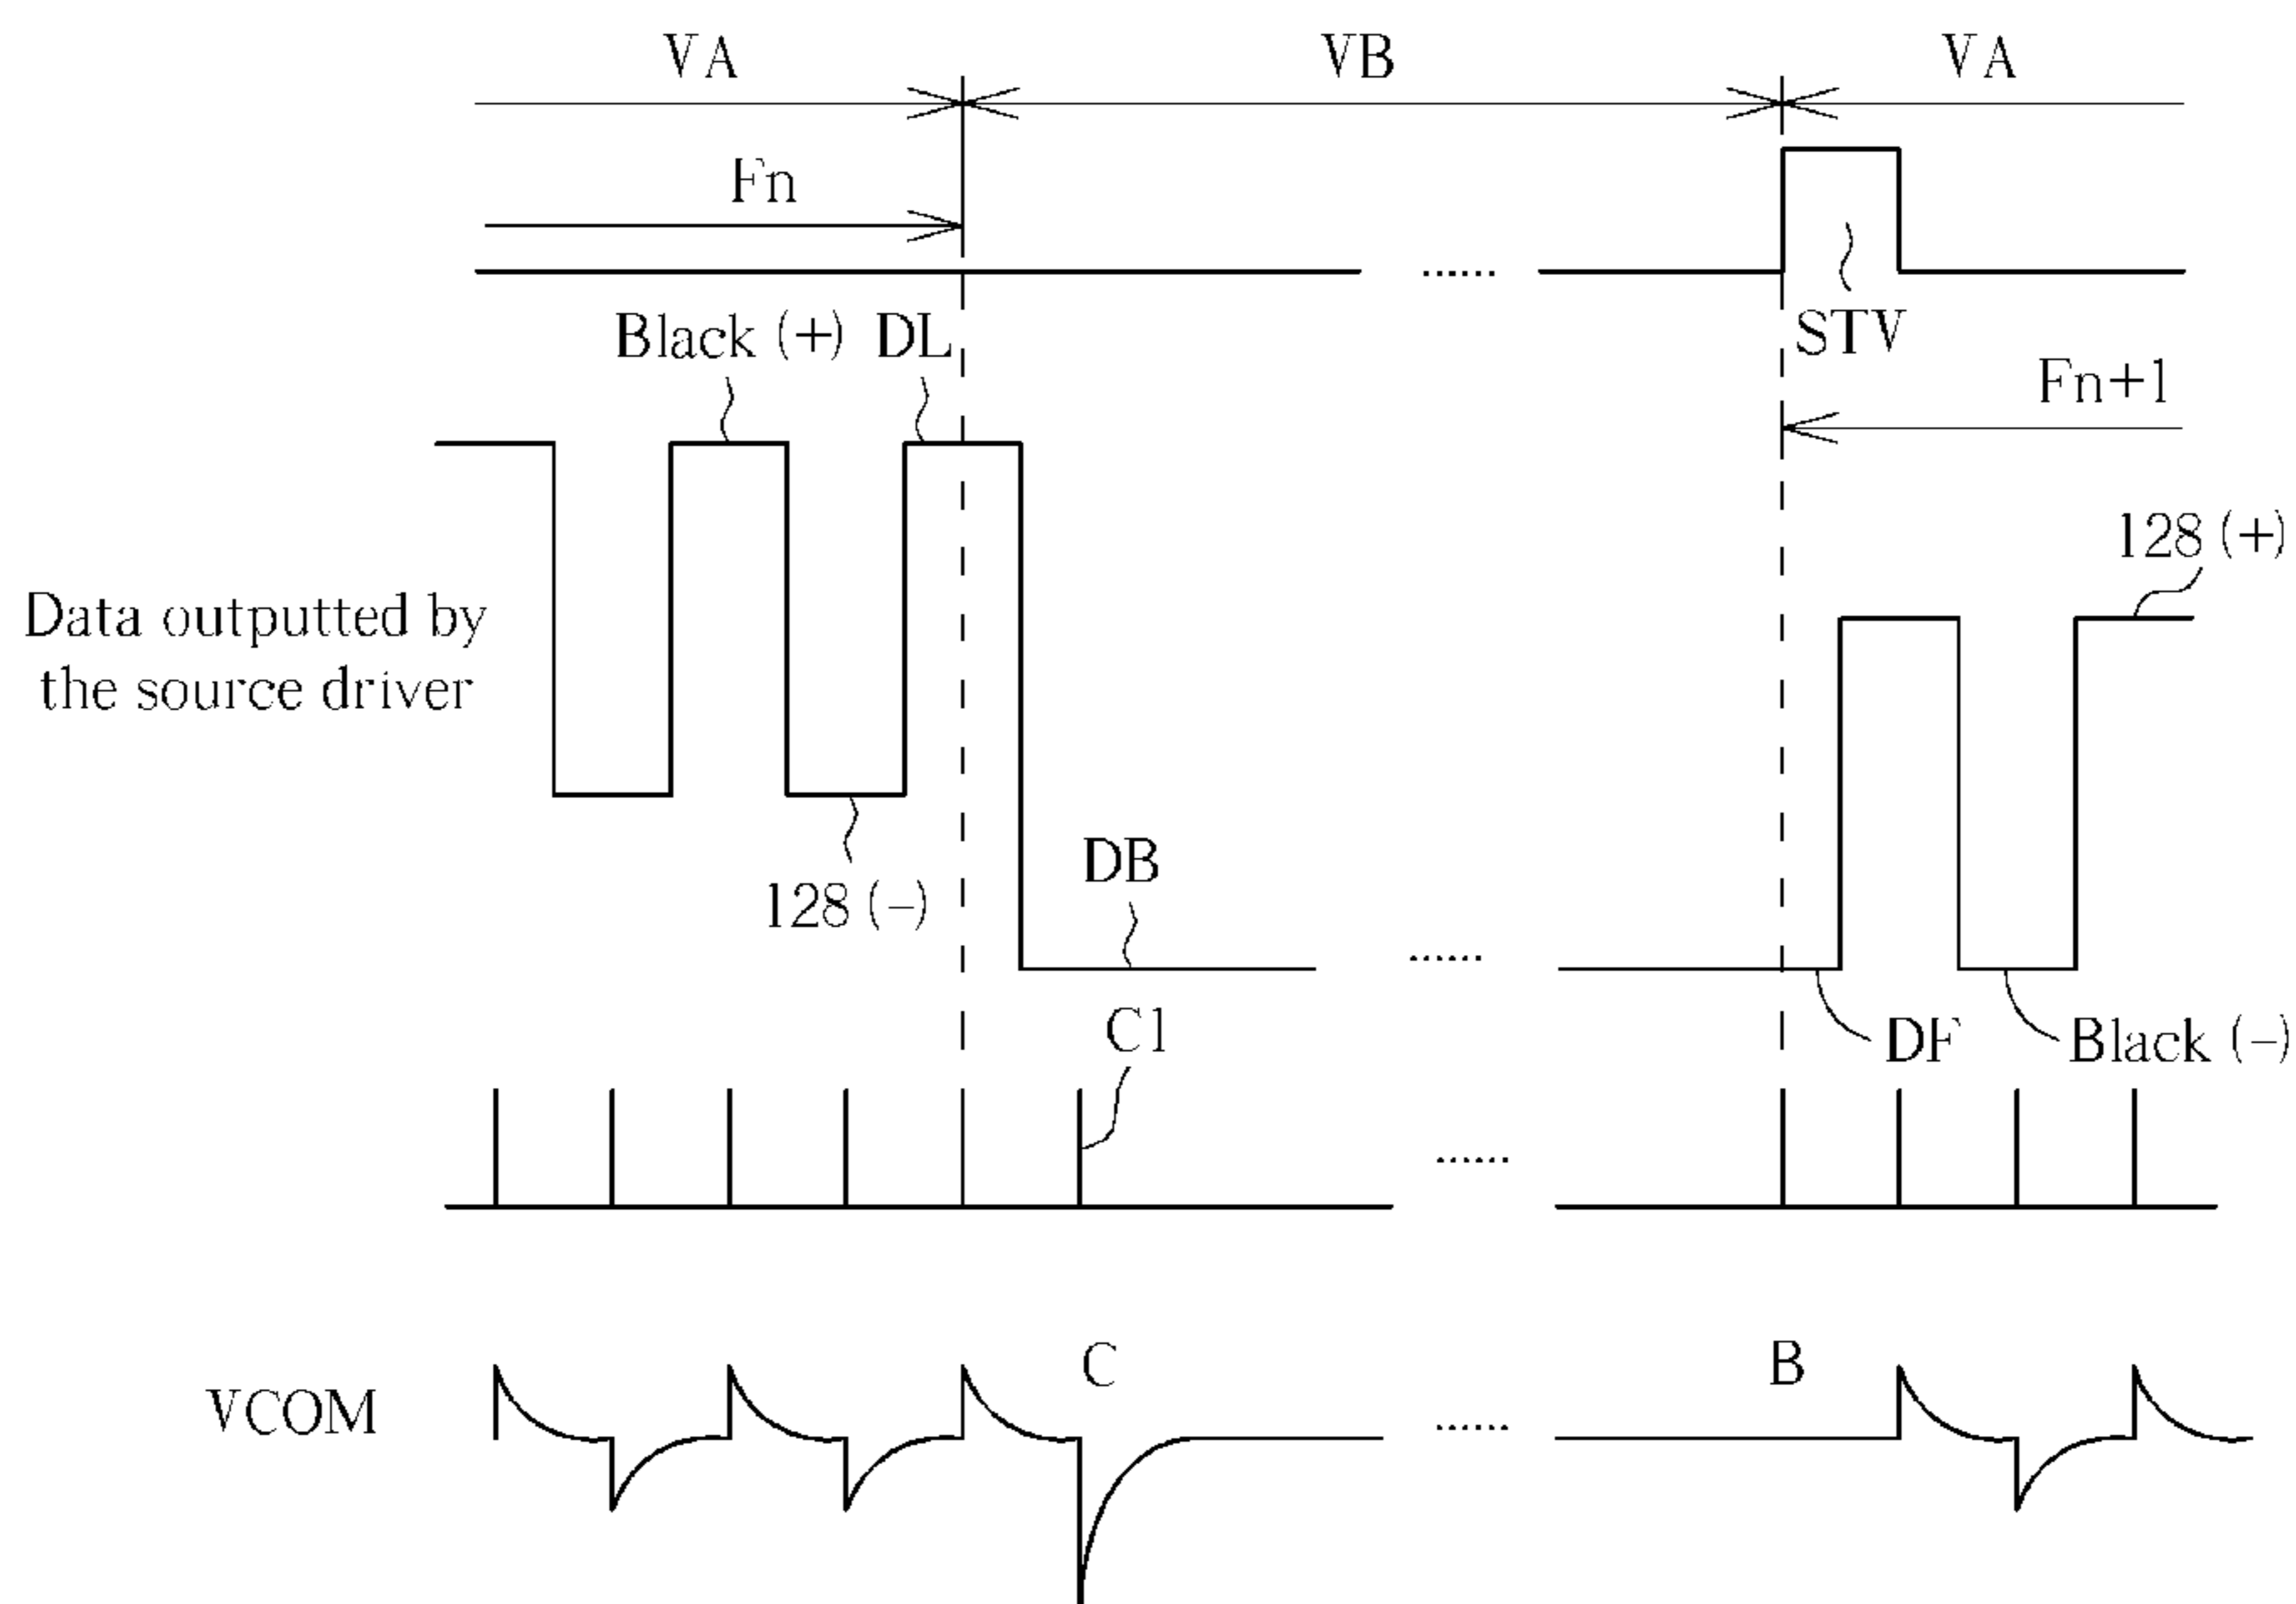 VA
VB
VA
Fn
STV
Black (+)
DL
Fn+1
128 (+)
Data outputted by
the source driver
128 (−)
DB
DF
Black (−)
C1
......
......
......
......
VCOM
C
B